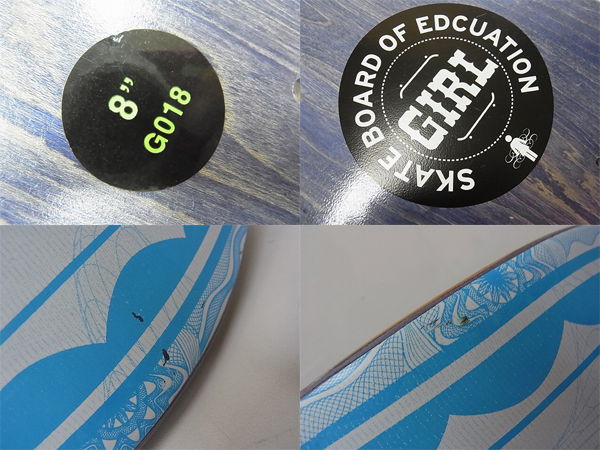 8”
G018
SKATE BOARD OF EDCUATION
GIRL